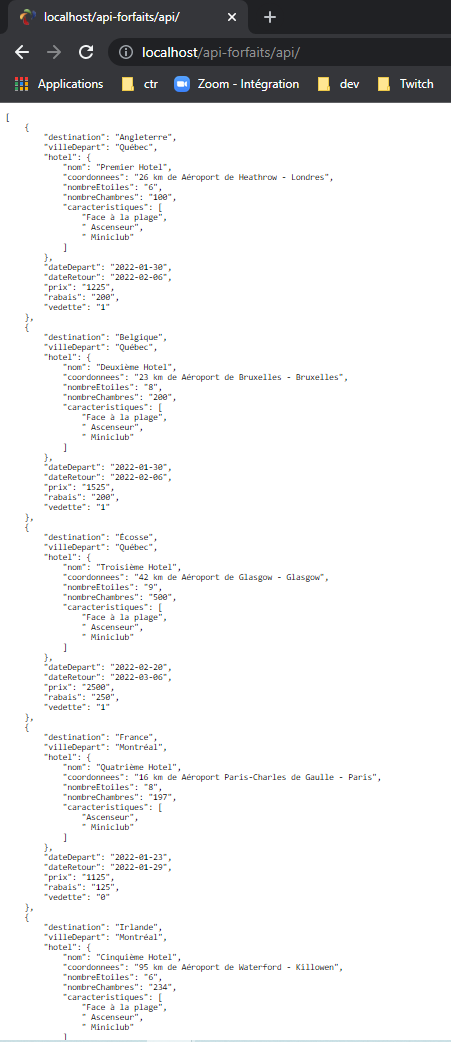 localhost/api-forfaits/api/
localhost/api-forfaits/api/
Applications ctr Zoom - Intégration dev Twitch
[
{
"destination": "Angleterre",
"villeDepart": "Québec",
"hotel": {
"nom": "Premier Hotel",
"coordonnees": "26 km de Aéroport de Heathrow - Londres",
"nombreEtoiles": "6",
"nombreChambres": "100",
"caracteristiques": [
"Face à la plage",
" Ascenseur",
" Miniclub"
]
},
"dateDepart": "2022-01-30",
"dateRetour": "2022-02-06",
"prix": "1225",
"rabais": "200",
"vedette": "1"
},
{
"destination": "Belgique",
"villeDepart": "Québec",
"hotel": {
"nom": "Deuxième Hotel",
"coordonnees": "23 km de Aéroport de Bruxelles - Bruxelles",
"nombreEtoiles": "8",
"nombreChambres": "200",
"caracteristiques": [
"Face à la plage",
" Ascenseur",
" Miniclub"
]
},
"dateDepart": "2022-01-30",
"dateRetour": "2022-02-06",
"prix": "1525",
"rabais": "200",
"vedette": "1"
},
{
"destination": "Écosse",
"villeDepart": "Québec",
"hotel": {
"nom": "Troisième Hotel",
"coordonnees": "42 km de Aéroport de Glasgow - Glasgow",
"nombreEtoiles": "9",
"nombreChambres": "500",
"caracteristiques": [
"Face à la plage",
" Ascenseur",
" Miniclub"
]
},
"dateDepart": "2022-02-20",
"dateRetour": "2022-03-06",
"prix": "2500",
"rabais": "250",
"vedette": "1"
},
{
"destination": "France",
"villeDepart": "Montréal",
"hotel": {
"nom": "Quatrième Hotel",
"coordonnees": "16 km de Aéroport Paris-Charles de Gaulle - Paris",
"nombreEtoiles": "8",
"nombreChambres": "197",
"caracteristiques": [
"Ascenseur",
" Miniclub"
]
},
"dateDepart": "2022-01-23",
"dateRetour": "2022-01-29",
"prix": "1125",
"rabais": "125",
"vedette": "0"
},
{
"destination": "Irlande",
"villeDepart": "Montréal",
"hotel": {
"nom": "Cinquième Hotel",
"coordonnees": "95 km de Aéroport de Waterford - Killowen",
"nombreEtoiles": "6",
"nombreChambres": "234",
"caracteristiques": [
"Face à la plage",
" Ascenseur",
" Miniclub"
]